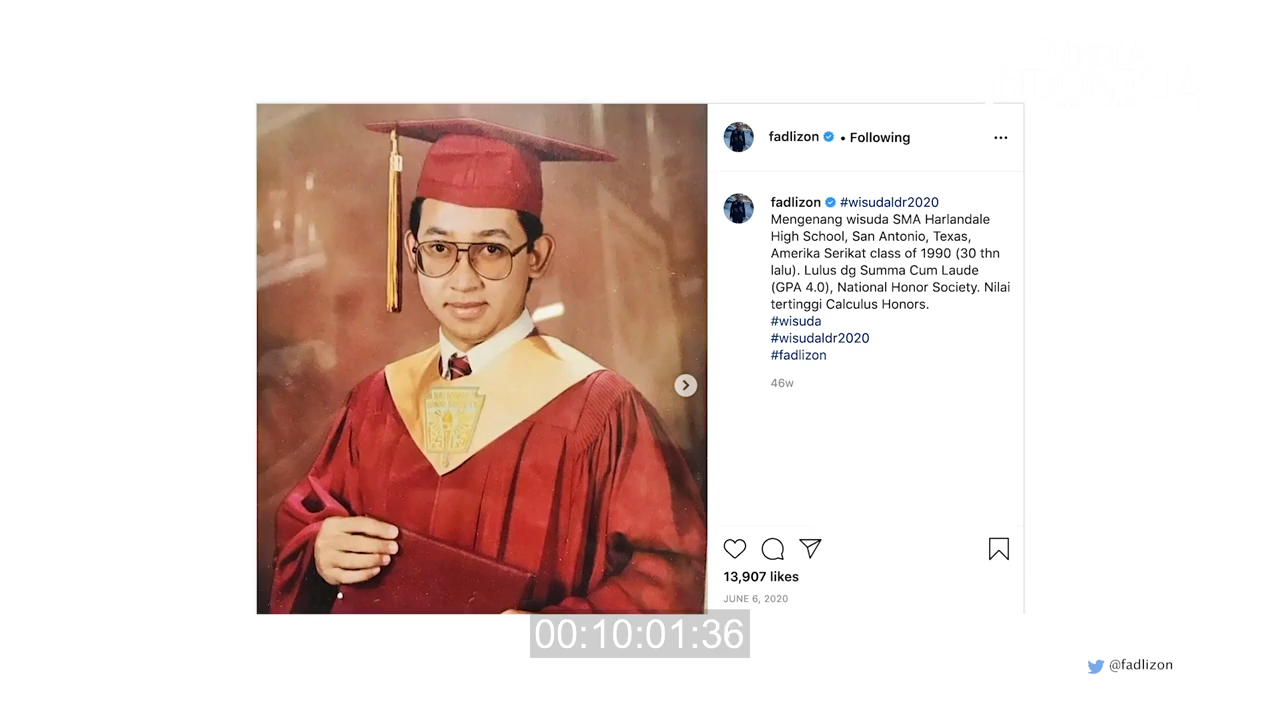 fadlizon • Following
fadlizon #wisudaldr2020
Mengenang wisuda SMA Harlandale
High School, San Antonio, Texas,
Amerika Serikat class of 1990 (30 thn
lalu). Lulus dg Summa Cum Laude
(GPA 4.0), National Honor Society. Nilai
tertinggi Calculus Honors.
#wisuda
#wisudaldr2020
#fadlizon
46w
13,907 likes
JUNE 6, 2020
00:10:01:36
@fadlizon